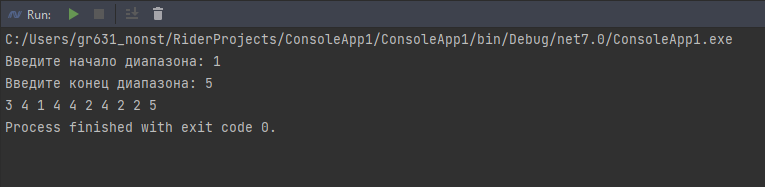 Run:
C:/Users/gr631_nonst/RiderProjects/ConsoleApp1/ConsoleApp1/bin/Debug/net7.0/ConsoleApp1.exe
Введите начало диапазона: 1
Введите конец диапазона: 5
3 4 1 4 4 2 4 2 2 5
Process finished with exit code 0.